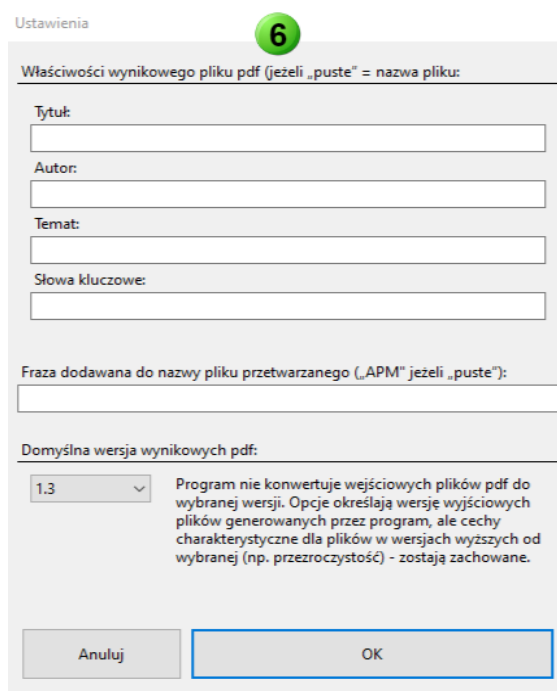 Ustawienia
6
Właściwości wynikowego pliku pdf (jeżeli „puste” = nazwa pliku:
Tytuł:
Autor:
Temat:
Słowa kluczowe:
Fraza dodawana do nazwy pliku przetwarzanego („APM” jeżeli „puste”):
Domyślna wersja wynikowych pdf:
1.3
Program nie konwertuje wejściowych plików pdf do
wybranej wersji. Opcje określają wersję wyjściowych
plików generowanych przez program, ale cechy
charakterystyczne dla plików w wersjach wyższych od
wybranej (np. przezroczystość) - zostają zachowane.
Anuluj
OK